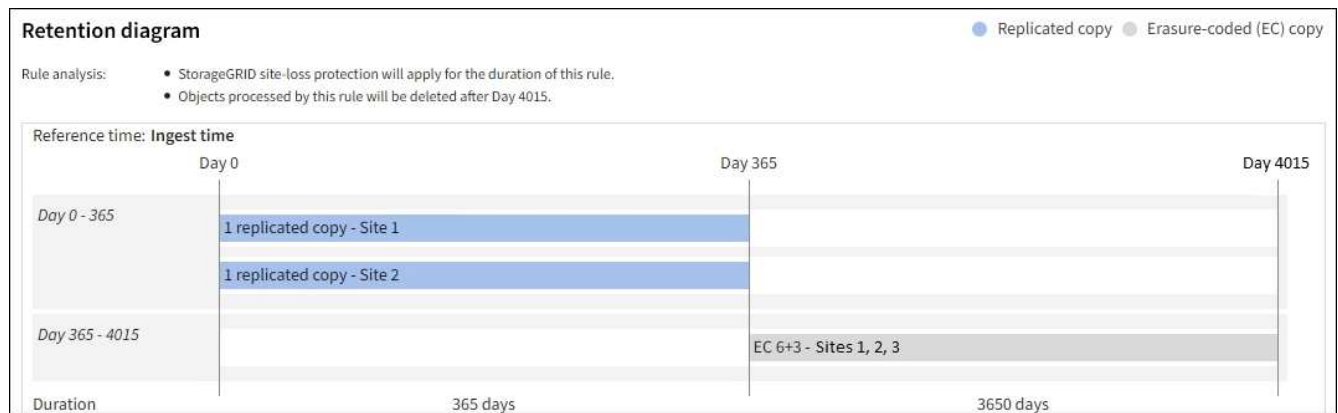 Retention diagram
Replicated copy Erasure-coded (EC) copy
Rule analysis:
• StorageGRID site-loss protection will apply for the duration of this rule.
• Objects processed by this rule will be deleted after Day 4015.
Reference time: Ingest time
Day 0 Day 365 Day 4015
Day 0 - 365
1 replicated copy - Site 1
1 replicated copy - Site 2
Day 365 - 4015
EC 6+3 - Sites 1, 2, 3
Duration 365 days 3650 days